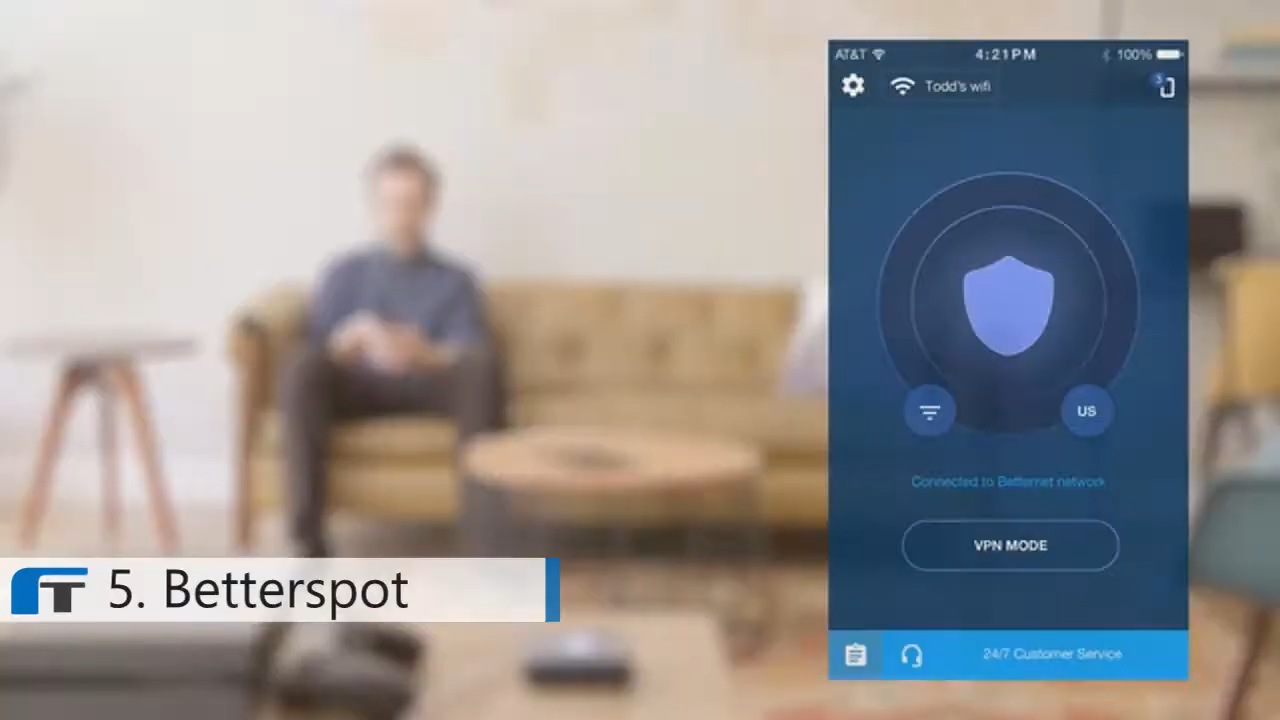 AT&T 4:21PM 100%
Todd's wifi
3
US
Connected to Betternet network
VPN MODE
24/7 Customer Service
5. Betterspot